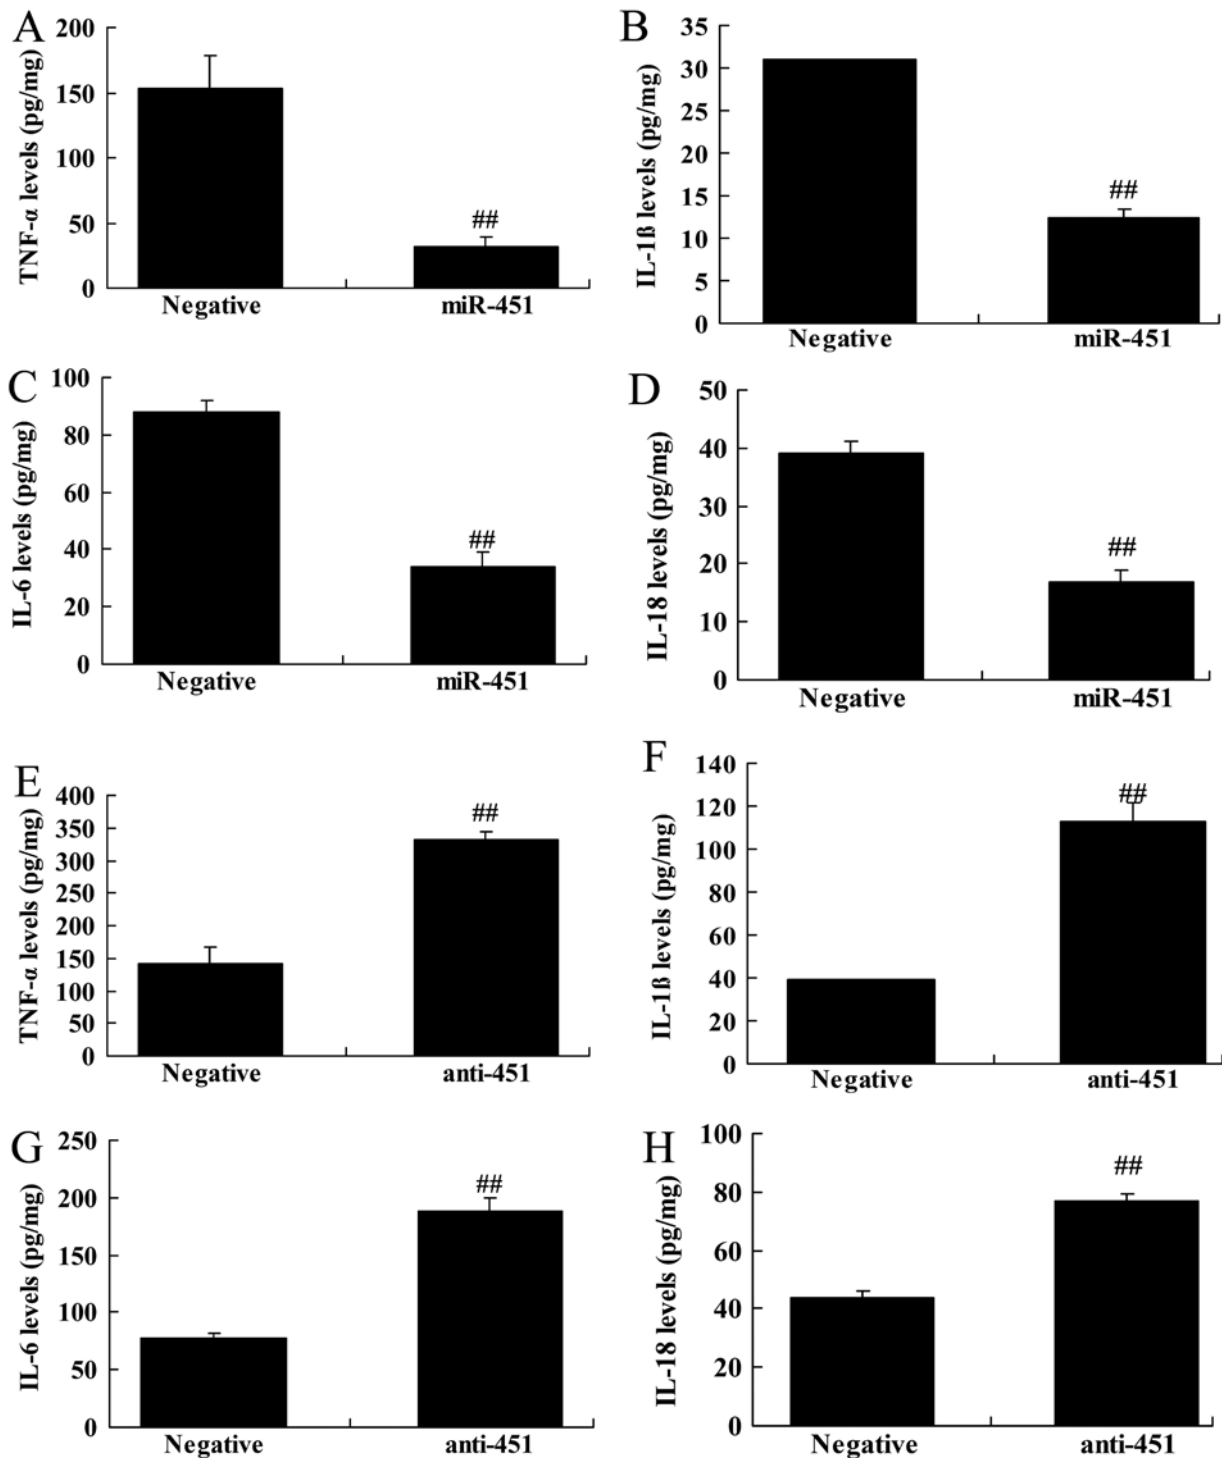 A
TNF-α levels (pg/mg)
200
150
100
50
0
##
Negative
miR-451
B
IL-1ß levels (pg/mg)
35
30
25
20
15
10
5
0
##
Negative
miR-451
C
IL-6 levels (pg/mg)
100
80
60
40
20
0
##
Negative
miR-451
D
IL-18 levels (pg/mg)
50
40
30
20
10
0
##
Negative
miR-451
E
TNF-α levels (pg/mg)
400
350
300
250
200
150
100
50
0
##
Negative
anti-451
F
IL-1ß levels (pg/mg)
140
120
100
80
60
40
20
0
##
Negative
anti-451
G
IL-6 levels (pg/mg)
250
200
150
100
50
0
##
Negative
anti-451
H
IL-18 levels (pg/mg)
100
80
60
40
20
0
##
Negative
anti-451